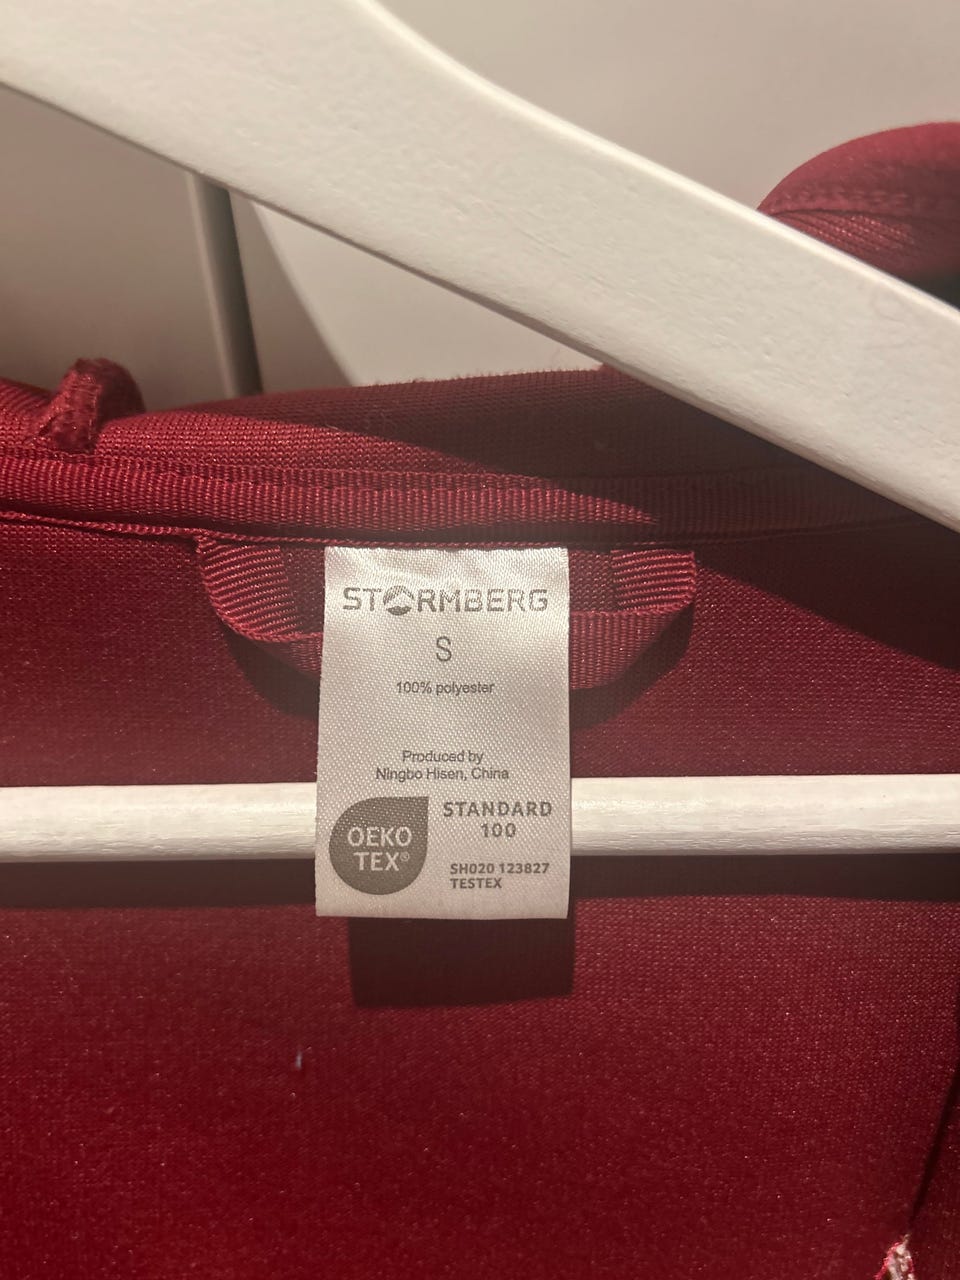 STORMBERG
S
100% polyester
Produced by
Ningbo Hisen, China
OEKO
TEX®
STANDARD
100
SH020 123827
TESTEX